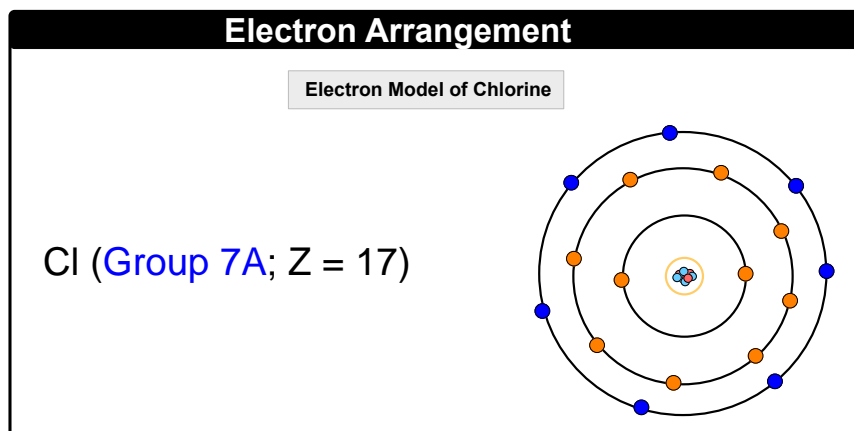 Electron Arrangement
Electron Model of Chlorine
Cl (Group 7A; Z = 17)